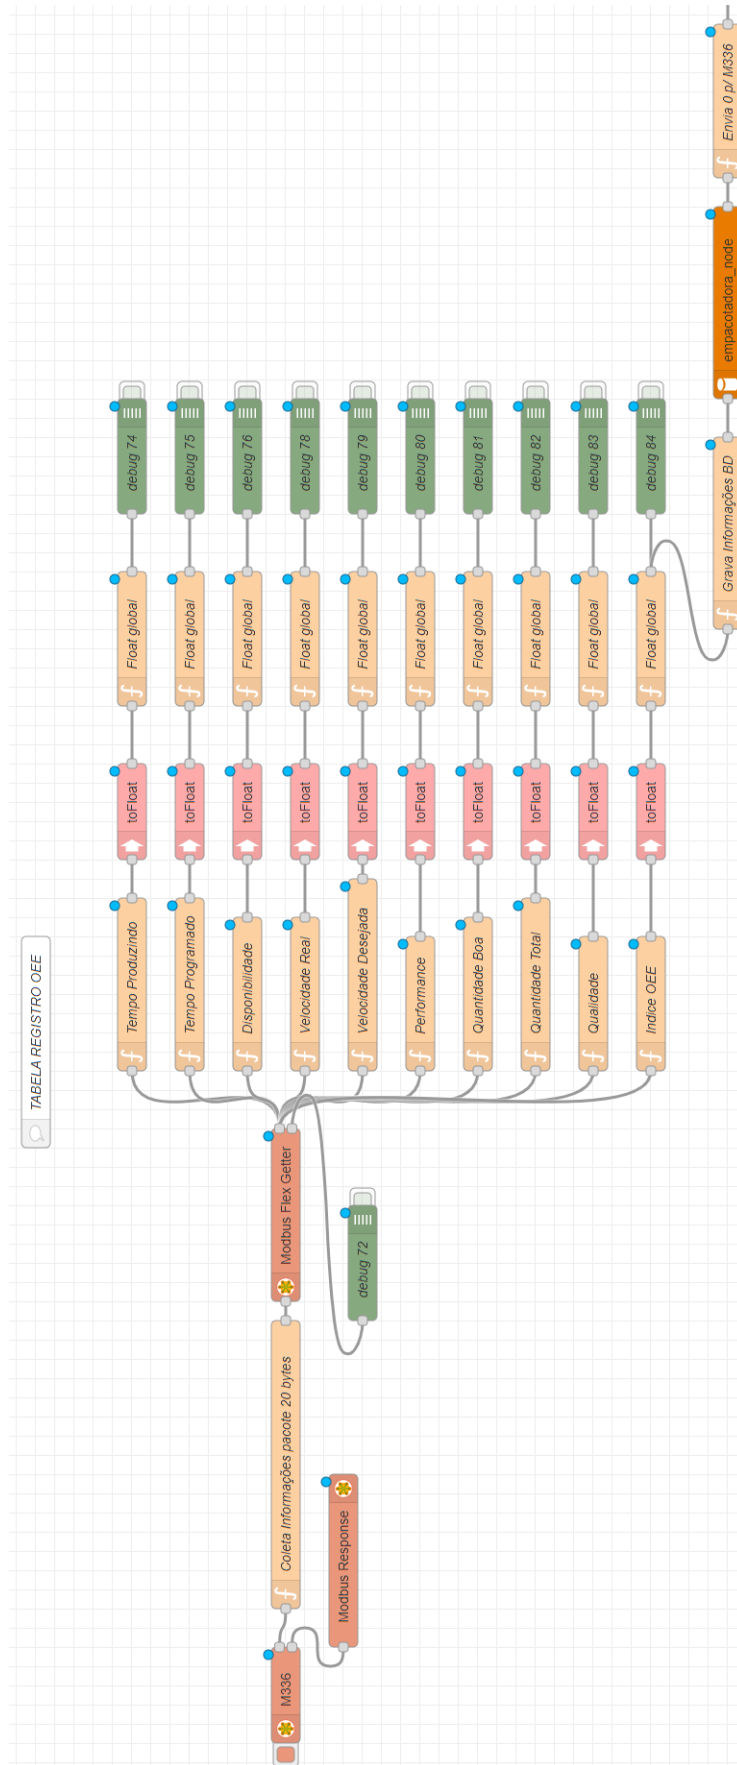 TABELA REGISTRO OEE
M336
Modbus Response
Coleta Informações pacote 20 bytes
Modbus Flex Getter
debug 72
Tempo Produzindo
toFloat
Float global
debug 74
Tempo Programado
toFloat
Float global
debug 75
Disponibilidade
toFloat
Float global
debug 76
Velocidade Real
toFloat
Float global
debug 78
Velocidade Desejada
toFloat
Float global
debug 79
Performance
toFloat
Float global
debug 80
Quantidade Boa
toFloat
Float global
debug 81
Quantidade Total
toFloat
Float global
debug 82
Qualidade
toFloat
Float global
debug 83
Indice OEE
toFloat
Float global
debug 84
Grava Informações BD
empacotadora_node
Envia 0 p/ M336